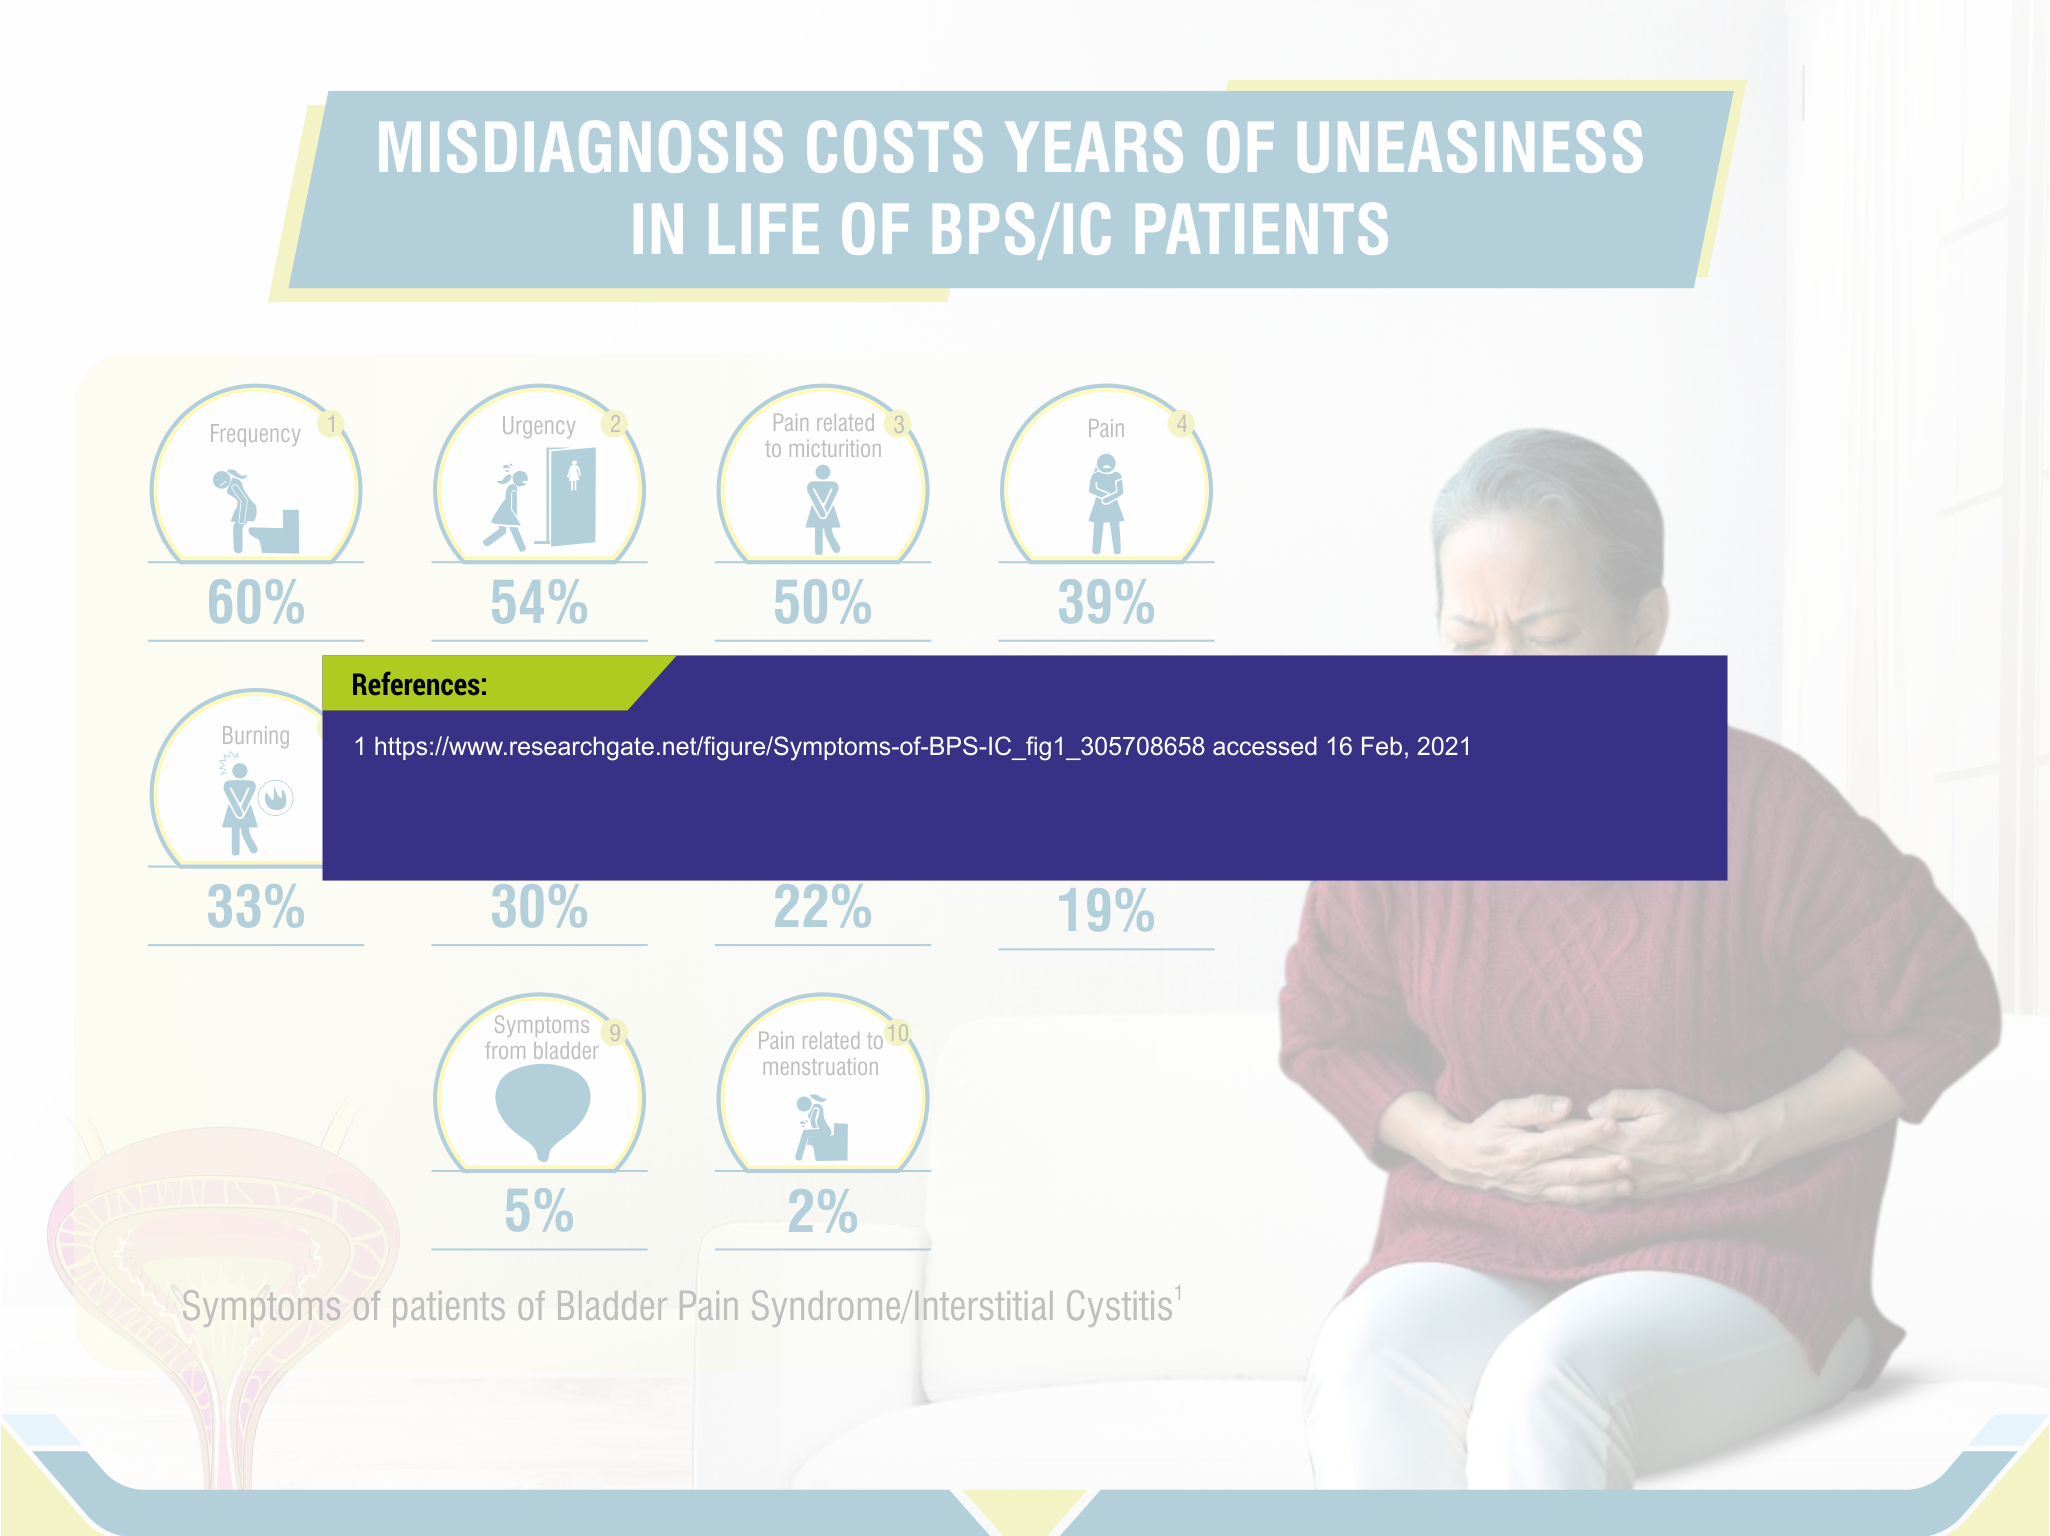 MISDIAGNOSIS COSTS YEARS OF UNEASINESS
IN LIFE OF BPS/IC PATIENTS
Frequency 1
60%
Urgency 2
54%
Pain related 3
to micturition
50%
Pain 4
39%
References:
1 https://www.researchgate.net/figure/Symptoms-of-BPS-IC_fig1_305708658 accessed 16 Feb, 2021
Burning
33%
30%
22%
19%
Symptoms 9
from bladder
5%
Pain related to 10
menstruation
2%
Symptoms of patients of Bladder Pain Syndrome/Interstitial Cystitis1